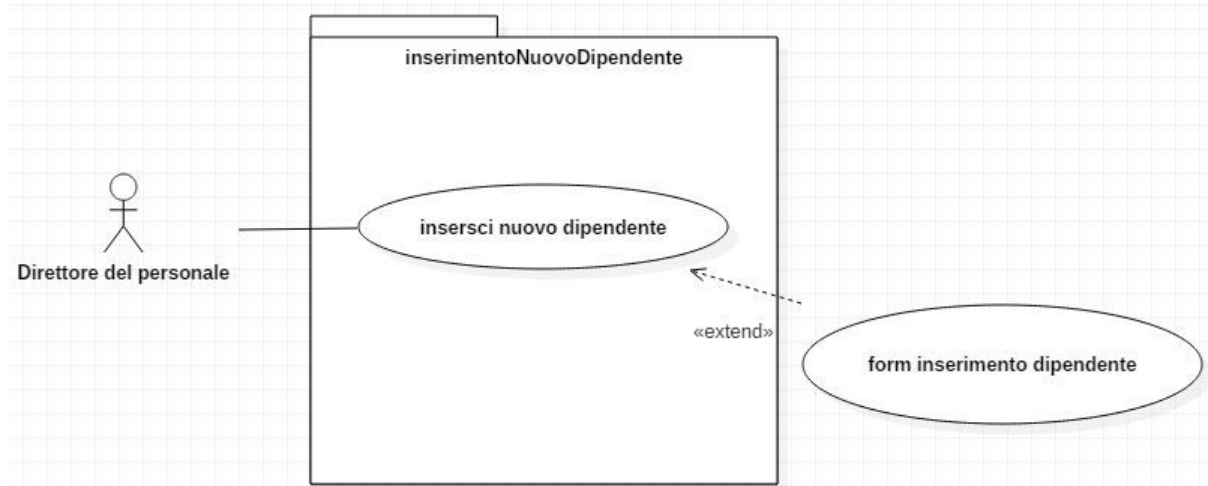 inserimentoNuovoDipendente
insersci nuovo dipendente
Direttore del personale
«extend»
form inserimento dipendente